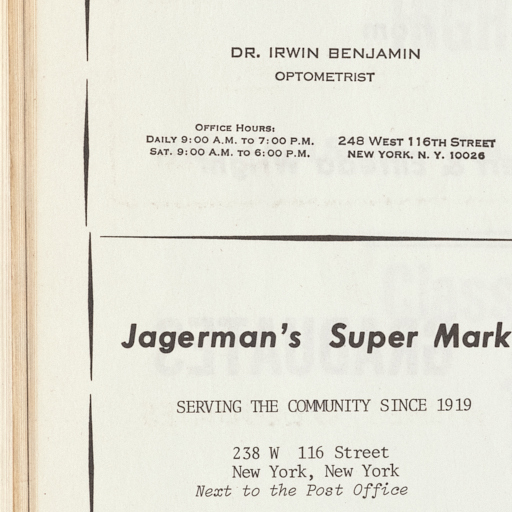 DR. IRWIN BENJAMIN
OPTOMETRIST
OFFICE HOURS:
DAILY 9:00 A.M. TO 7:00 P.M.
SAT. 9:00 A.M. TO 6:00 P.M.
248 WEST 116TH STREET
NEW YORK, N. Y. 10026
Jagerman's Super Mark
SERVING THE COMMUNITY SINCE 1919
238 W 116 Street
New York, New York
Next to the Post Office